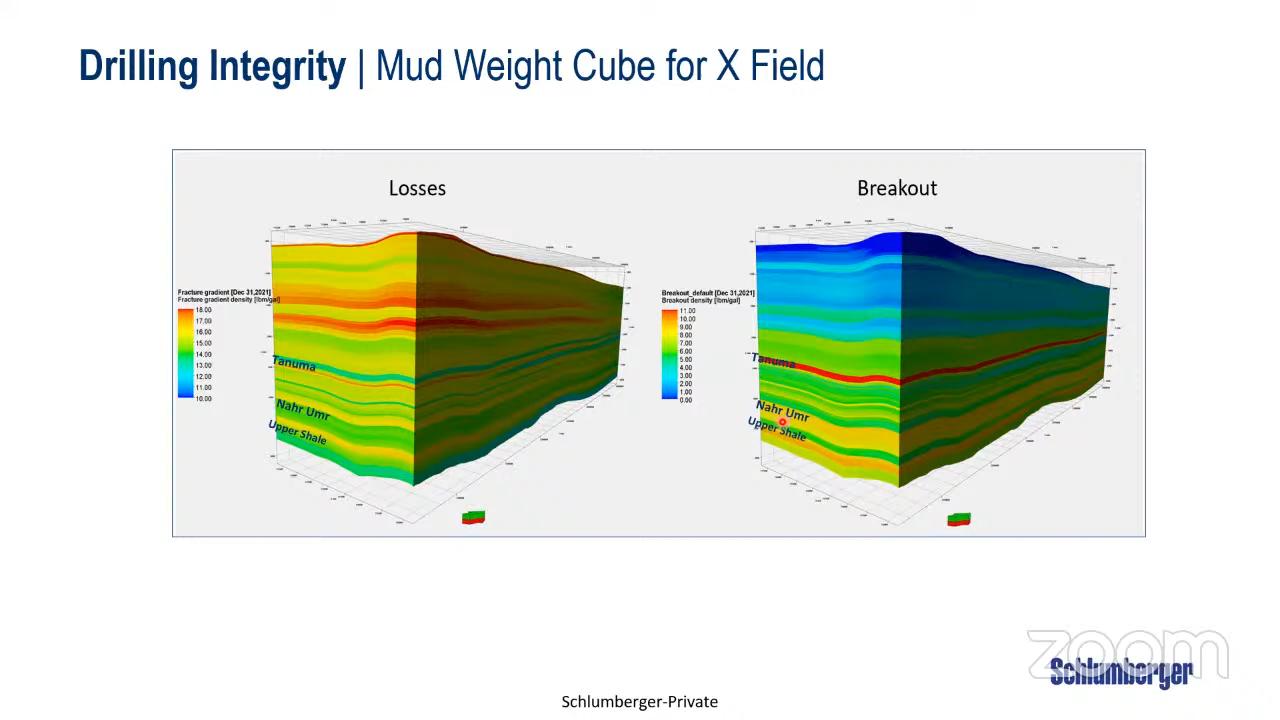 Drilling Integrity | Mud Weight Cube for X Field
Losses
Fracture gradient [Dec 31,2021]
Fracture gradient density [lbm/gal]
18.00
17.00
16.00
15.00
14.00
13.00
12.00
11.00
10.00
Tanuma
Nahr Umr
Upper Shale
Breakout
Breakout_default [Dec 31,2021]
Breakout density [lbm/gal]
11.00
10.00
9.00
8.00
7.00
6.00
5.00
4.00
3.00
2.00
1.00
0.00
Tanuma
Nahr Umr
Upper Shale
zoom
Schlumberger
Schlumberger-Private